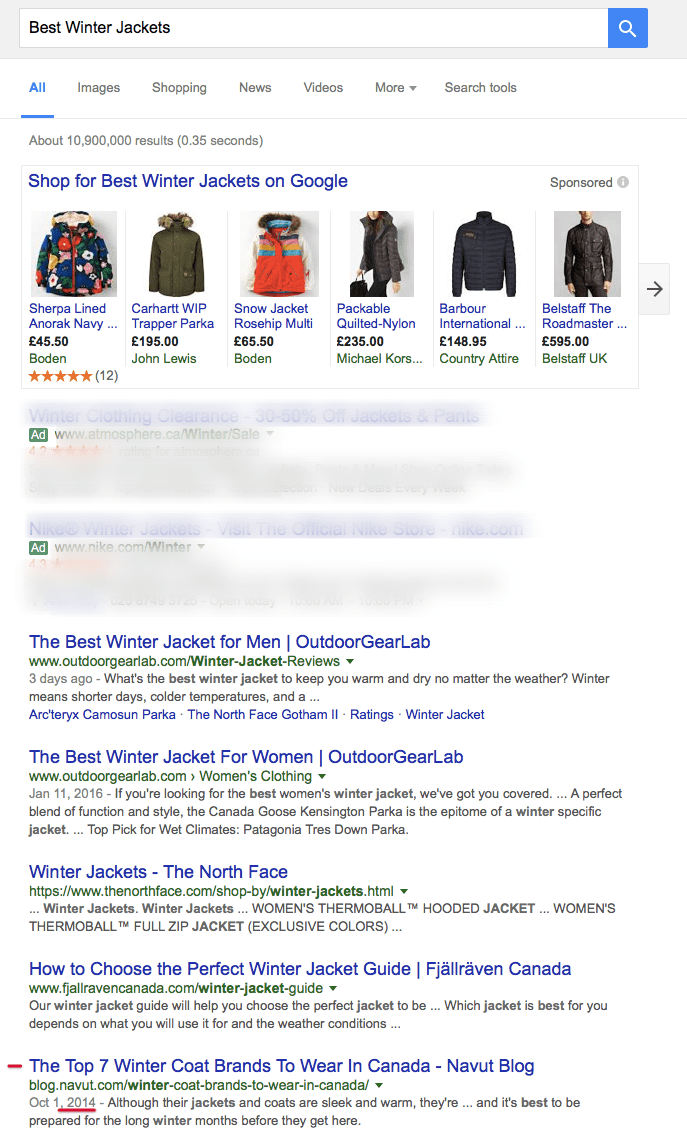 Best Winter Jackets
All Images Shopping News Videos More Search tools
About 10,900,000 results (0.35 seconds)
Shop for Best Winter Jackets on Google Sponsored
Sherpa Lined Carhartt WIP Snow Jacket Packable Barbour Belstaff The
Anorak Navy ... Trapper Parka Rosehip Multi Quilted-Nylon International ... Roadmaster ...
£45.50 £195.00 £65.50 £235.00 £148.95 £595.00
Boden John Lewis Boden Michael Kors... Country Attire Belstaff UK
(12)
Winter Clothing Clearance - 30-50% Off Jackets & Pants
Ad www.atmosphere.ca/Winter/Sale
4.2 rating for atmosphere.ca
Nike® Winter Jackets - Visit The Official Nike Store - nike.com
Ad www.nike.com/Winter
4.3
The Best Winter Jacket for Men | OutdoorGearLab
www.outdoorgearlab.com/Winter-Jacket-Reviews
3 days ago - What's the best winter jacket to keep you warm and dry no matter the weather? Winter
means shorter days, colder temperatures, and a ...
Arc'teryx Camosun Parka · The North Face Gotham II · Ratings · Winter Jacket
The Best Winter Jacket For Women | OutdoorGearLab
www.outdoorgearlab.com › Women's Clothing
Jan 11, 2016 - If you're looking for the best women's winter jacket, we've got you covered. ... A perfect
blend of function and style, the Canada Goose Kensington Parka is the epitome of a winter specific
jacket. ... Top Pick for Wet Climates: Patagonia Tres Down Parka.
Winter Jackets - The North Face
https://www.thenorthface.com/shop-by/winter-jackets.html
... Winter Jackets. Winter Jackets ... WOMEN'S THERMOBALL™ HOODED JACKET ... WOMEN'S
THERMOBALL™ FULL ZIP JACKET (EXCLUSIVE COLORS) ...
How to Choose the Perfect Winter Jacket Guide | Fjällräven Canada
www.fjallravencanada.com/winter-jacket-guide
Our winter jacket guide will help you choose the perfect jacket to be ... Which jacket is best for you
depends on what you will use it for and the weather conditions ...
The Top 7 Winter Coat Brands To Wear In Canada - Navut Blog
blog.navut.com/winter-coat-brands-to-wear-in-canada/
Oct 1, 2014 - Although their jackets and coats are sleek and warm, they're ... and it's best to be
prepared for the long winter months before they get here.